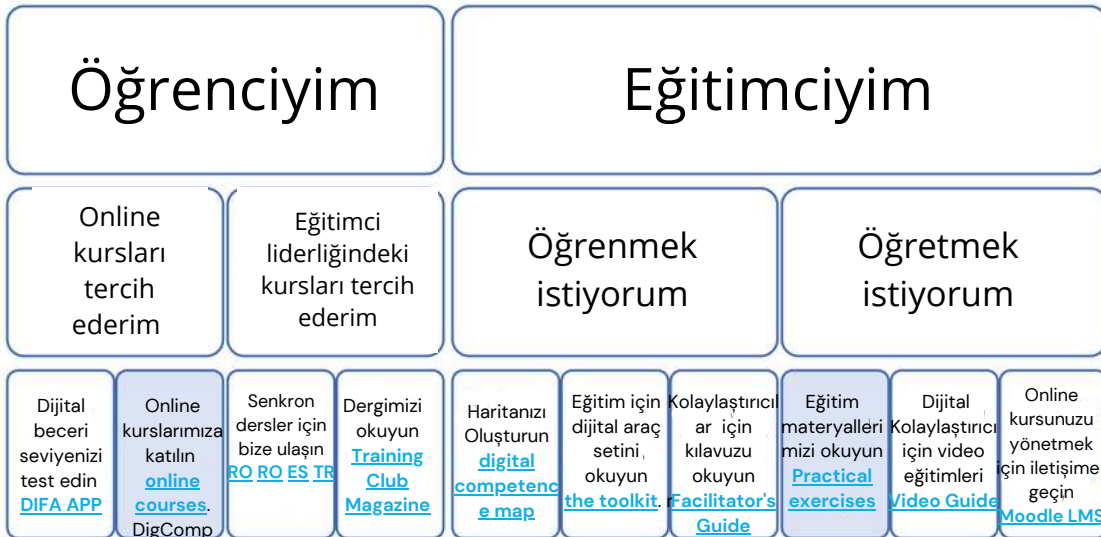 Öğrenciyim
Eğitimciyim
Online
kursları
tercih
ederim
Eğitimci
liderliğindeki
kursları tercih
ederim
Öğrenmek
istiyorum
Öğretmek
istiyorum
Dijital
beceri
seviyenizi
test edin
DIFA APP
Online
kurslarımıza
katılın
online
courses.
DigComp
Senkron
dersler için
bize ulaşın
RO RO ES TR
Dergimizi
okuyun
Training
Club
Magazine
Haritanızı
Oluşturun
digital
competenc
e map
Eğitim için
dijital araç
setini
okuyun
the toolkit.
Kolaylaştırıcıl
ar için
kılavuzu
okuyun
Facilitator's
Guide
Eğitim
materyalleri
mizi okuyun
Practical
exercises
Dijital
Kolaylaştırıcı
için video
eğitimleri
Video Guide
Online
kursunuzu
yönetmek
için iletişime
geçin
Moodle LMS